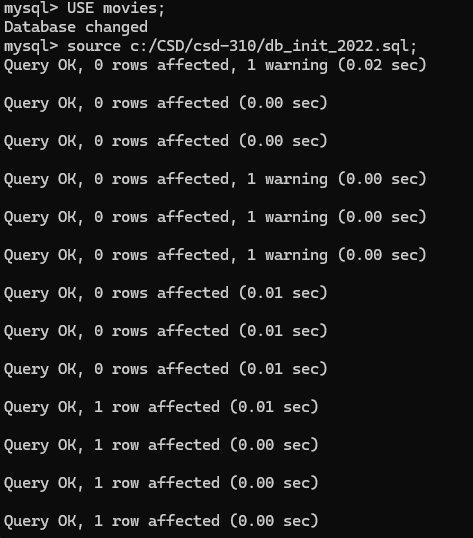 mysql> USE movies;
Database changed
mysql> source c:/CSD/csd-310/db_init_2022.sql;
Query OK, 0 rows affected, 1 warning (0.02 sec)
Query OK, 0 rows affected (0.00 sec)
Query OK, 0 rows affected (0.00 sec)
Query OK, 0 rows affected, 1 warning (0.00 sec)
Query OK, 0 rows affected, 1 warning (0.00 sec)
Query OK, 0 rows affected, 1 warning (0.00 sec)
Query OK, 0 rows affected (0.01 sec)
Query OK, 0 rows affected (0.01 sec)
Query OK, 0 rows affected (0.01 sec)
Query OK, 1 row affected (0.01 sec)
Query OK, 1 row affected (0.00 sec)
Query OK, 1 row affected (0.00 sec)
Query OK, 1 row affected (0.00 sec)